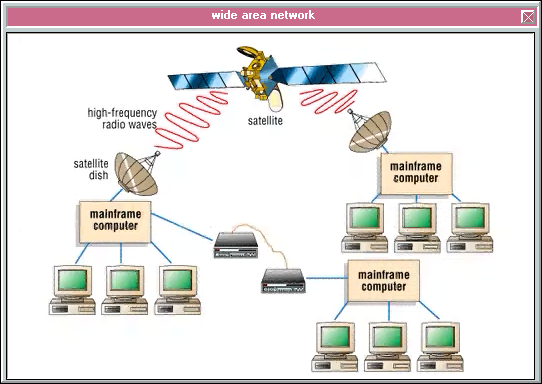 wide area network
high-frequency
radio waves
satellite
satellite
dish
mainframe
computer
mainframe
computer
mainframe
computer